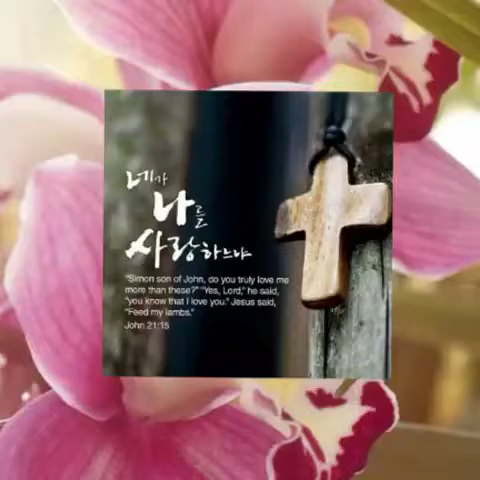 네가
나를
사랑하느냐
"Simon son of John, do you truly love me
more than these?" "Yes, Lord," he said,
"you know that I love you." Jesus said,
"Feed my lambs."
John 21:15